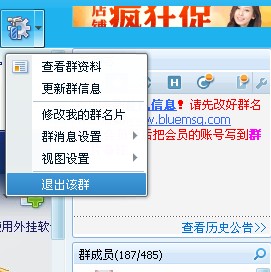 店铺
疯狂促
查看群资料
更新群信息
修改我的群名片
群消息设置
视图设置
退出该群
信息！请先改好群名
www.bluemsq.com
后把会员的账号写到群
使用外挂软
查看历史公告>>
群成员(187/485)